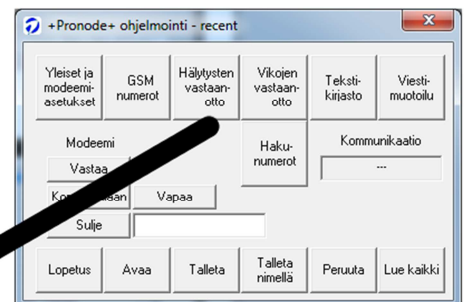 +Pronode+ ohjelmointi - recent
Yleiset ja
modeemi-
asetukset
GSM
numerot
Hälytysten
vastaan-
otto
Vikojen
vastaan-
otto
Teksti-
kirjasto
Viesti-
muotoilu
Modeemi
Vastaa
Haku-
numerot
Kommunikaatio
---
Vapaa
Sulje
Lopetus
Avaa
Talleta
Talleta
nimellä
Peruuta
Lue kaikki